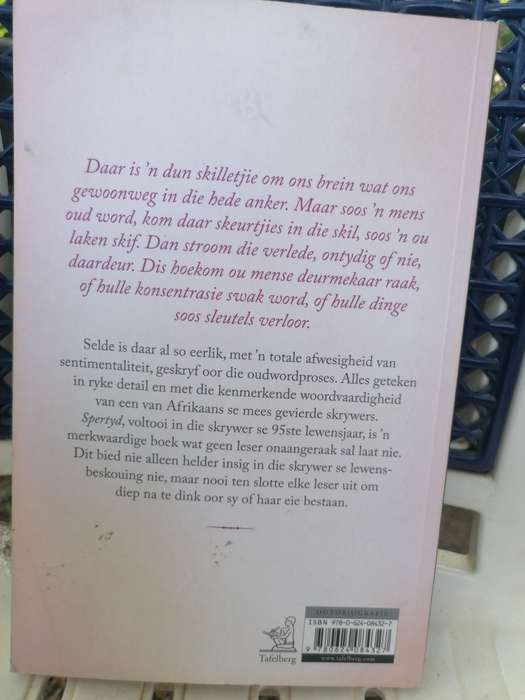 Daar is 'n dun skilletjie om ons brein wat ons
gewoonweg in die hede anker. Maar soos 'n mens
oud word, kom daar skeurtjies in die skil, soos 'n ou
laken skif. Dan stroom die verlede, ontydig of nie,
daardeur. Dis hoekom ou mense deurmekaar raak,
of hulle konsentrasie swak word, of hulle dinge
soos sleutels verloor.
Selde is daar al so eerlik, met 'n totale afwesigheid van
sentimentaliteit, geskryf oor die oudwordproses. Alles geteken
in ryke detail en met die kenmerkende woordvaardigheid
van een van Afrikaans se mees gevierde skrywers.
Spertyd, voltooi in die skrywer se 95ste lewensjaar, is 'n
merkwaardige boek wat geen leser onaangeraak sal laat nie.
Dit bied nie alleen helder insig in die skrywer se lewens-
beskouing nie, maar nooi ten slotte elke leser uit om
diep na te dink oor sy of haar eie bestaan.
OUTOBIOGRAFIE
ISBN 978-0-624-08432-7
9 780624 084327
www.tafelberg.com
Tafelberg